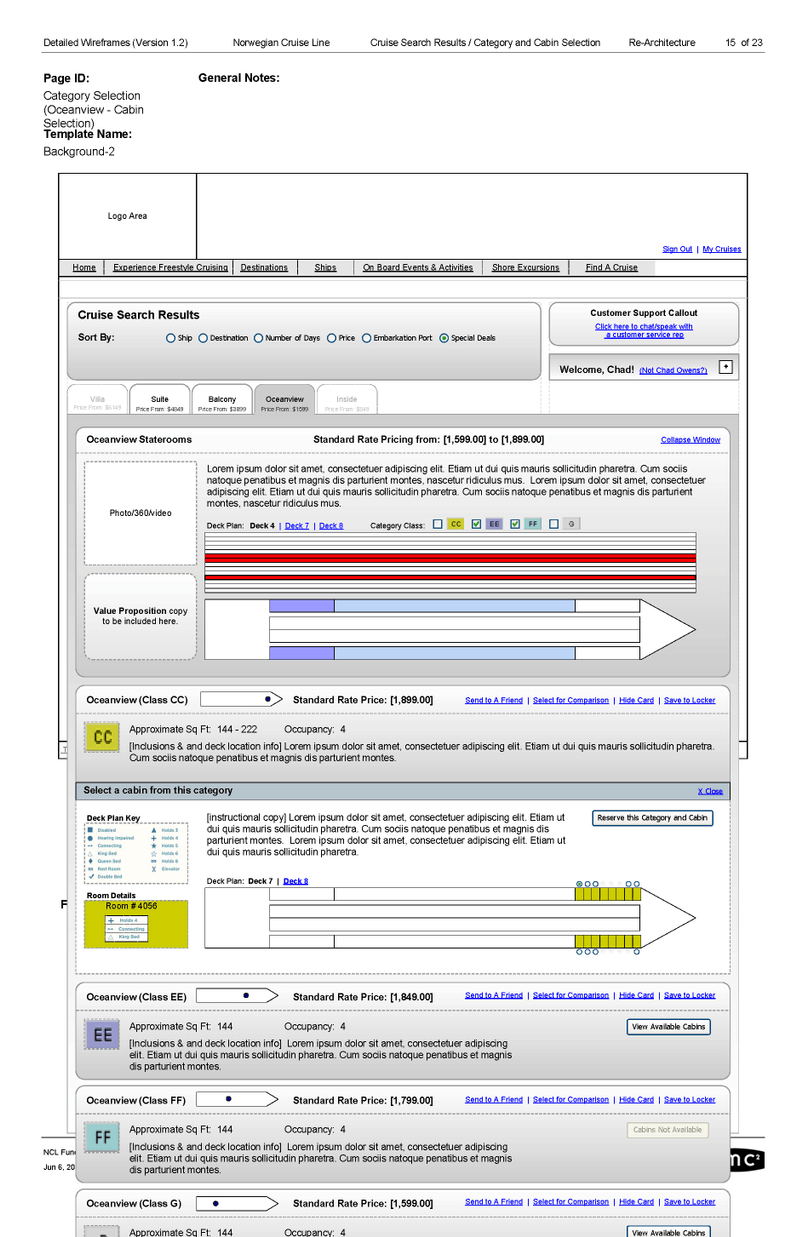 Detailed Wireframes (Version 1.2) Norwegian Cruise Line Cruise Search Results / Category and Cabin Selection Re-Architecture 15 of 23
Page ID: General Notes:
Category Selection
(Oceanview - Cabin
Selection)
Template Name:
Background-2
Logo Area
Sign Out | My Cruises
Home Experience Freestyle Cruising Destinations Ships On Board Events & Activities Shore Excursions Find A Cruise
Cruise Search Results
Sort By: Ship Destination Number of Days Price Embarkation Port Special Deals
Customer Support Callout
Click here to chat/speak with
a customer service rep
Welcome, Chad! (Not Chad Owens?)
Villa Suite Balcony Oceanview Inside
Price From: $6149 Price From: $4849 Price From: $3899 Price From: $1599 Price From: $849
Oceanview Staterooms Standard Rate Pricing from: [1,599.00] to [1,899.00] Collapse Window
Photo/360/video
Lorem ipsum dolor sit amet, consectetuer adipiscing elit. Etiam ut dui quis mauris sollicitudin pharetra. Cum sociis
natoque penatibus et magnis dis parturient montes, nascetur ridiculus mus. Lorem ipsum dolor sit amet, consectetuer
adipiscing elit. Etiam ut dui quis mauris sollicitudin pharetra. Cum sociis natoque penatibus et magnis dis parturient
montes, nascetur ridiculus mus.
Deck Plan: Deck 4 | Deck 7 | Deck 8 Category Class: CC EE FF G
Value Proposition copy
to be included here.
Oceanview (Class CC) Standard Rate Price: [1,899.00] Send to A Friend | Select for Comparison | Hide Card | Save to Locker
CC
Approximate Sq Ft: 144 - 222 Occupancy: 4
[Inclusions & and deck location info] Lorem ipsum dolor sit amet, consectetuer adipiscing elit. Etiam ut dui quis mauris sollicitudin pharetra.
Cum sociis natoque penatibus et magnis dis parturient montes.
Select a cabin from this category X Close
Deck Plan Key
Disabled Holds 3
Hearing Impaired Holds 4
Connecting Holds 5
King Bed Holds 6
Queen Bed Holds 8
Red Room Elevator
Double Bed
[instructional copy] Lorem ipsum dolor sit amet, consectetuer adipiscing elit. Etiam ut
dui quis mauris sollicitudin pharetra. Cum sociis natoque penatibus et magnis dis
parturient montes. Lorem ipsum dolor sit amet, consectetuer adipiscing elit. Etiam ut
dui quis mauris sollicitudin pharetra.
Reserve this Category and Cabin
Deck Plan: Deck 7 | Deck 8
Room Details
Room # 4056
Holds 4
Connecting
King Bed
F
Oceanview (Class EE) Standard Rate Price: [1,849.00] Send to A Friend | Select for Comparison | Hide Card | Save to Locker
EE
Approximate Sq Ft: 144 Occupancy: 4
View Available Cabins
[Inclusions & and deck location info] Lorem ipsum dolor sit amet, consectetuer adipiscing
elit. Etiam ut dui quis mauris sollicitudin pharetra. Cum sociis natoque penatibus et magnis
dis parturient montes.
Oceanview (Class FF) Standard Rate Price: [1,799.00] Send to A Friend | Select for Comparison | Hide Card | Save to Locker
FF
Approximate Sq Ft: 144 Occupancy: 4
Cabins Not Available
[Inclusions & and deck location info] Lorem ipsum dolor sit amet, consectetuer adipiscing
elit. Etiam ut dui quis mauris sollicitudin pharetra. Cum sociis natoque penatibus et magnis
dis parturient montes.
NCL Fun
Jun 6, 20
mc²
Oceanview (Class G) Standard Rate Price: [1,599.00] Send to A Friend | Select for Comparison | Hide Card | Save to Locker
Approximate Sq Ft: 144 Occupancy: 4
View Available Cabins